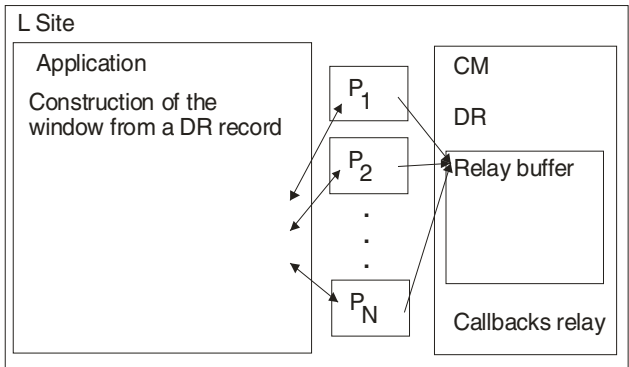 L Site
Application
Construction of the
window from a DR record
P1
P2
.
.
.
PN
CM
DR
Relay buffer
Callbacks relay